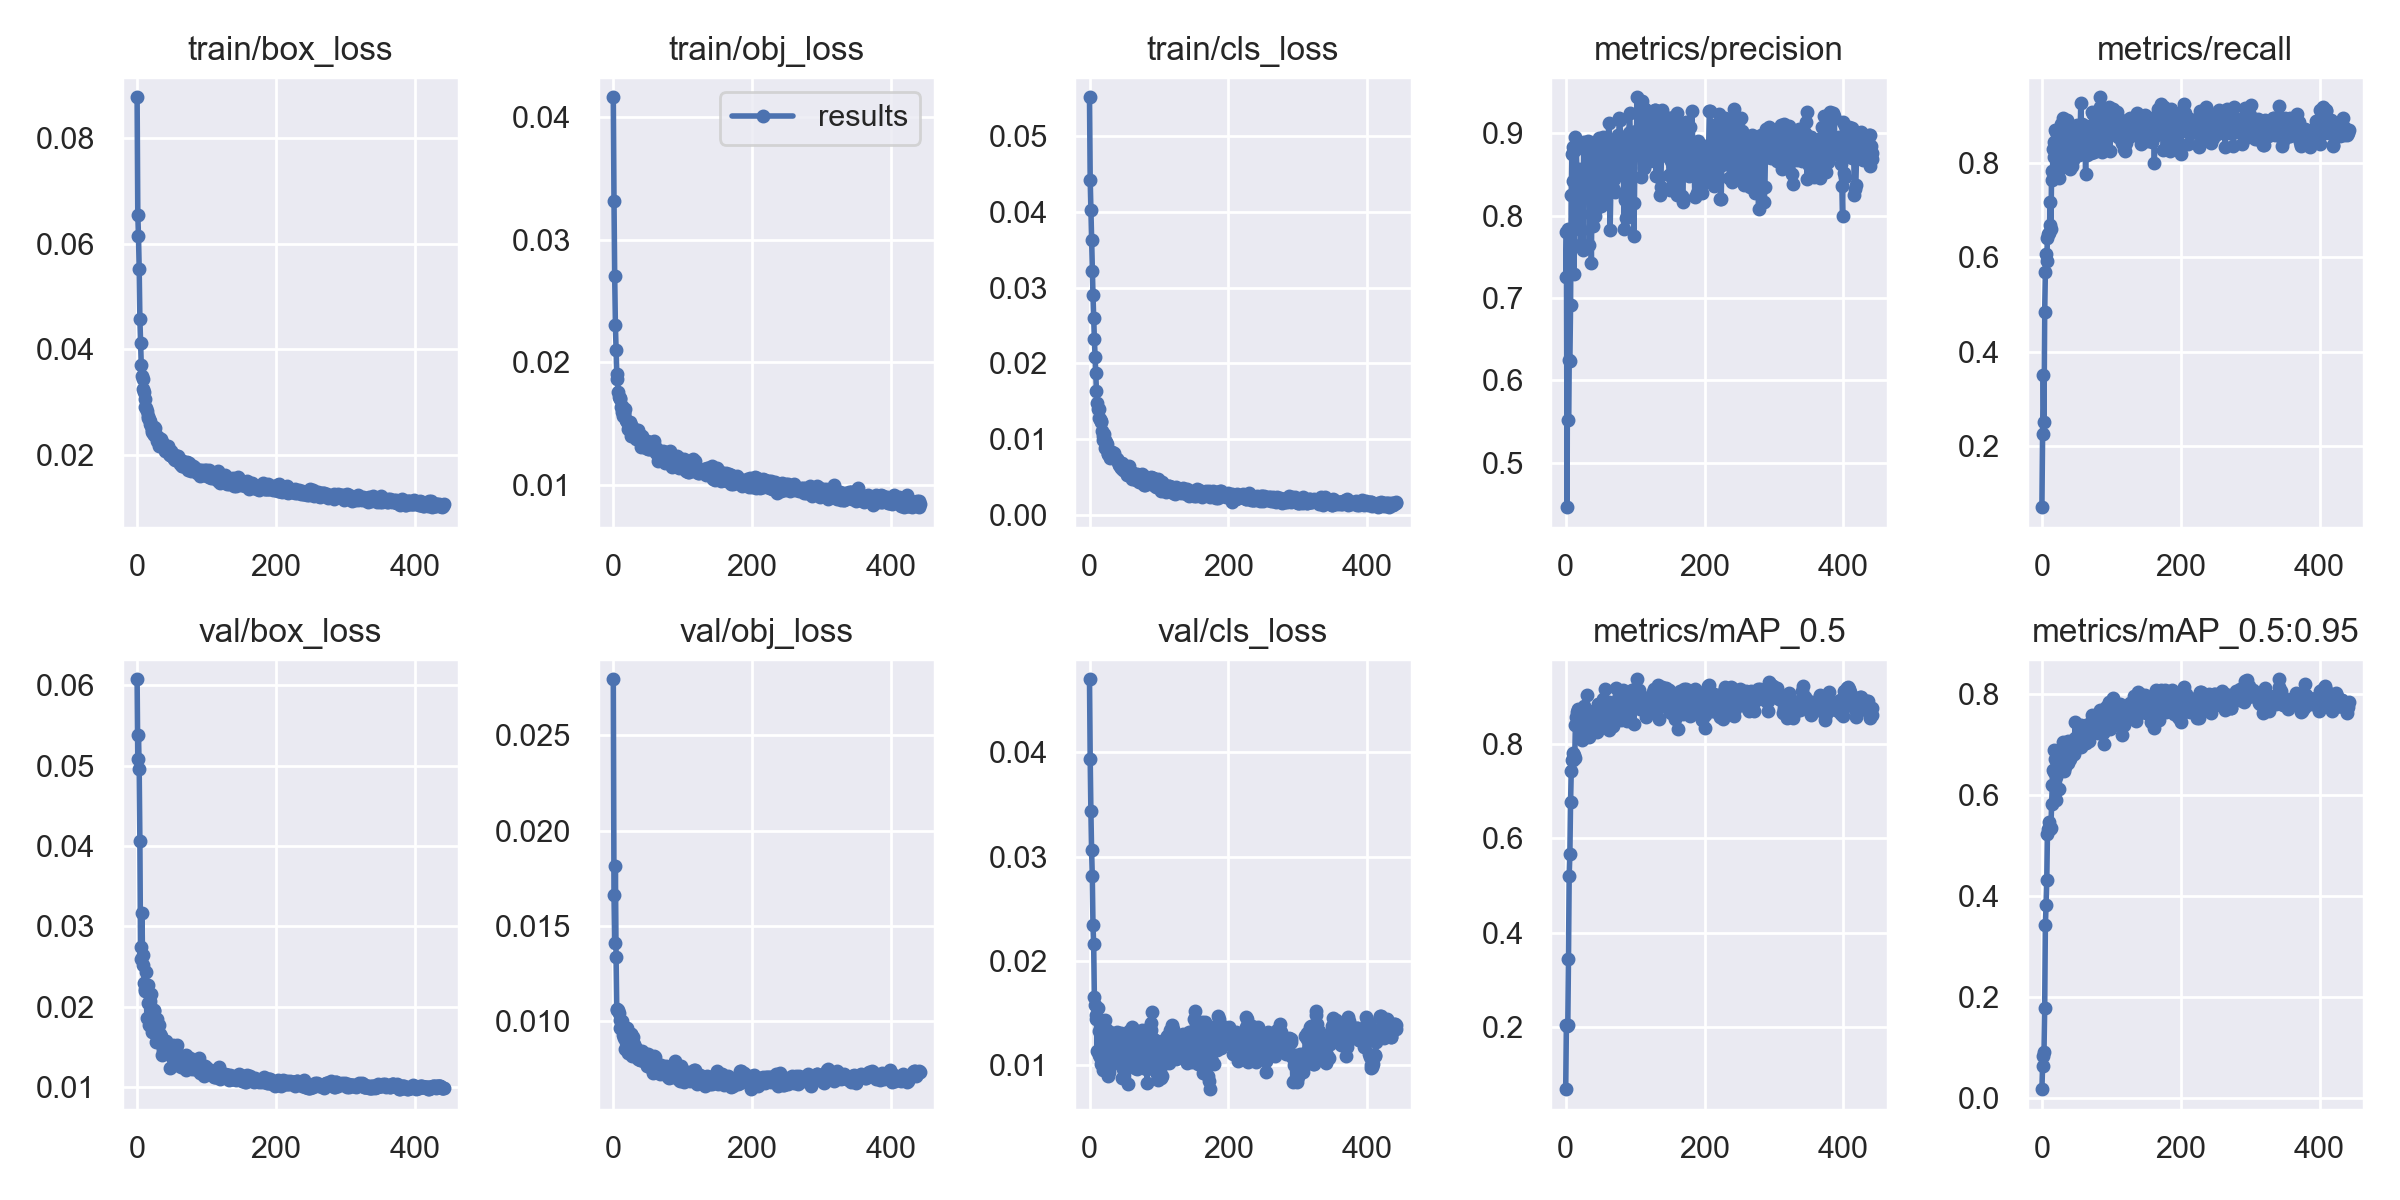 train/box_loss
0.08
0.06
0.04
0.02
0 200 400
train/obj_loss
results
0.04
0.03
0.02
0.01
0 200 400
train/cls_loss
0.05
0.04
0.03
0.02
0.01
0.00
0 200 400
metrics/precision
0.9
0.8
0.7
0.6
0.5
0 200 400
metrics/recall
0.8
0.6
0.4
0.2
0 200 400
val/box_loss
0.06
0.05
0.04
0.03
0.02
0.01
0 200 400
val/obj_loss
0.025
0.020
0.015
0.010
0 200 400
val/cls_loss
0.04
0.03
0.02
0.01
0 200 400
metrics/mAP_0.5
0.8
0.6
0.4
0.2
0 200 400
metrics/mAP_0.5:0.95
0.8
0.6
0.4
0.2
0.0
0 200 400